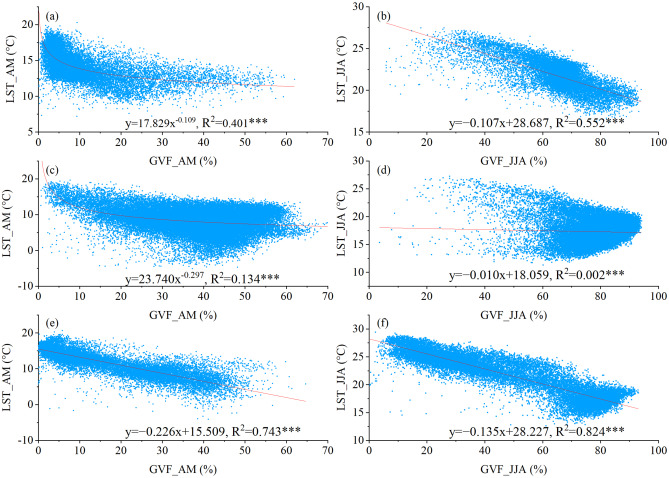 (a)
LST_AM (°C)
20
15
10
5
0 10 20 30 40 50 60 70
y=17.829x^-0.109, R²=0.401***
GVF_AM (%)
(b)
LST_JJA (°C)
30
25
20
15
20 40 60 80 100
y=−0.107x+28.687, R²=0.552***
GVF_JJA (%)
(c)
LST_AM (°C)
20
10
0
-10
0 10 20 30 40 50 60 70
y=23.740x^-0.297, R²=0.134***
GVF_AM (%)
(d)
LST_JJA (°C)
30
25
20
15
10
20 40 60 80 100
y=−0.010x+18.059, R²=0.002***
GVF_JJA (%)
(e)
LST_AM (°C)
20
10
0
-10
0 10 20 30 40 50 60 70
y=−0.226x+15.509, R²=0.743***
GVF_AM (%)
(f)
LST_JJA (°C)
30
25
20
15
10
0 20 40 60 80 100
y=−0.135x+28.227, R²=0.824***
GVF_JJA (%)